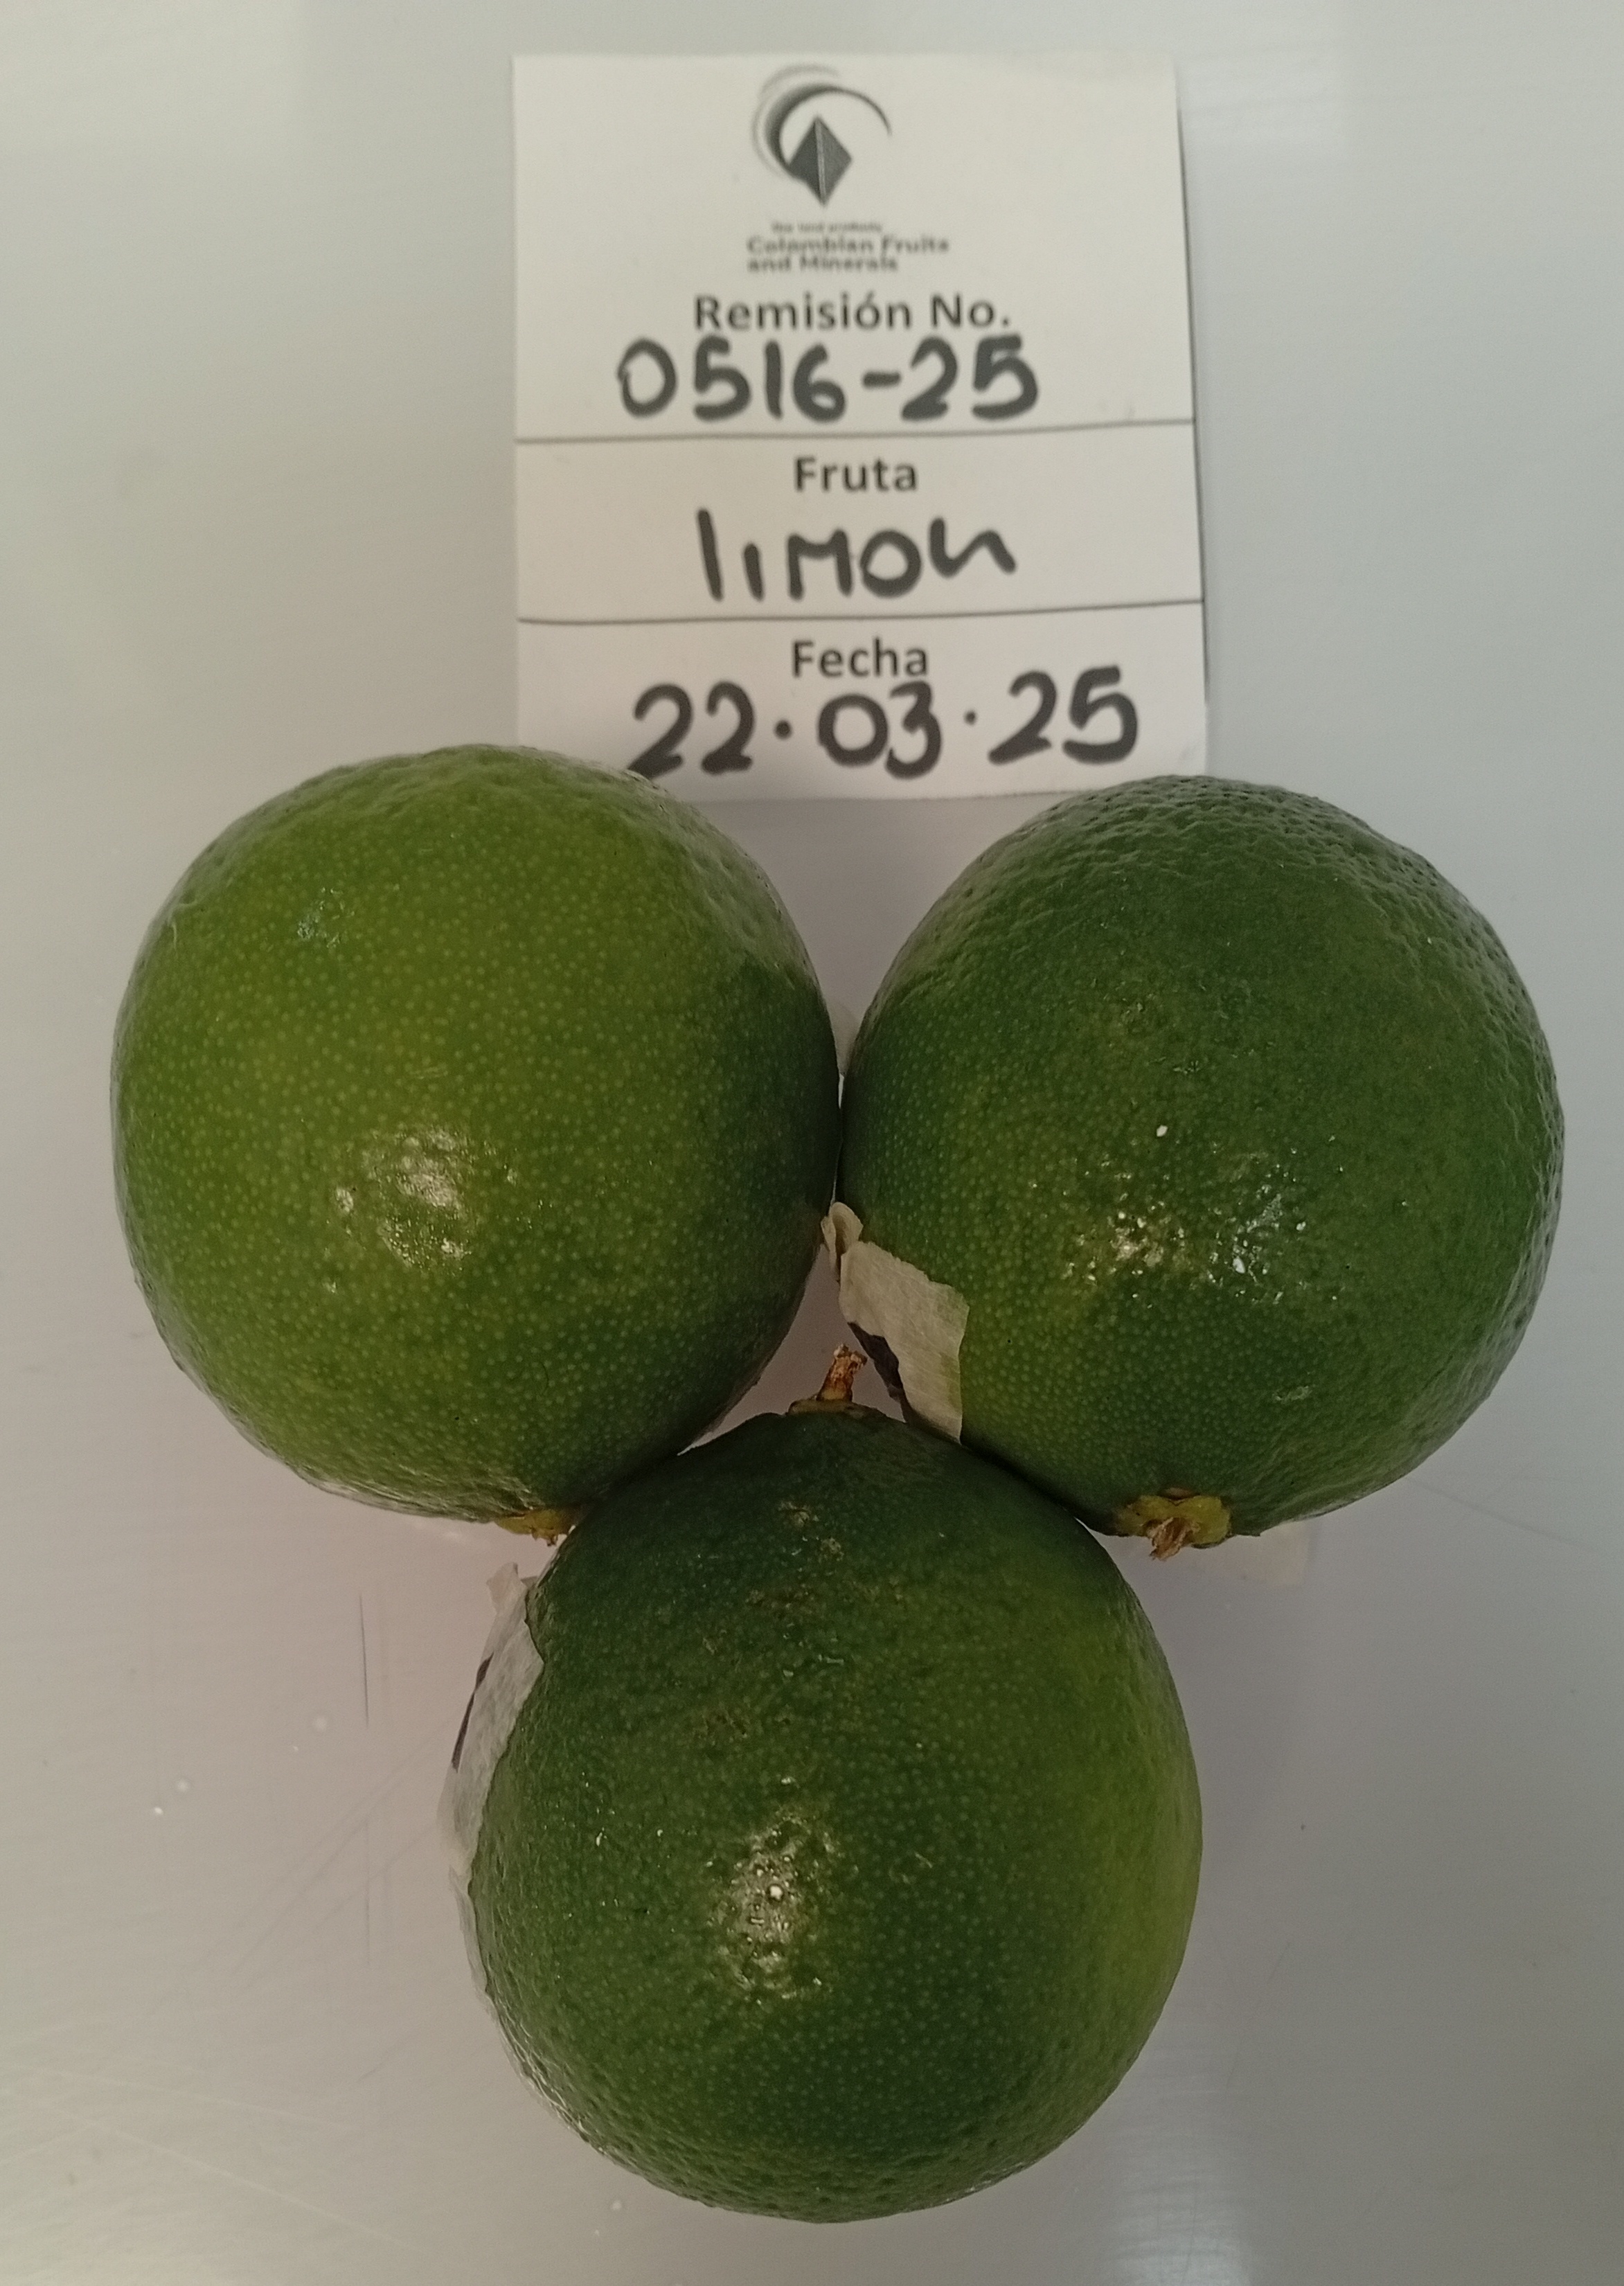 Colombian Fruits
and Minerals
Remisión No.
0516-25
Fruta
limon
Fecha
22.03.25